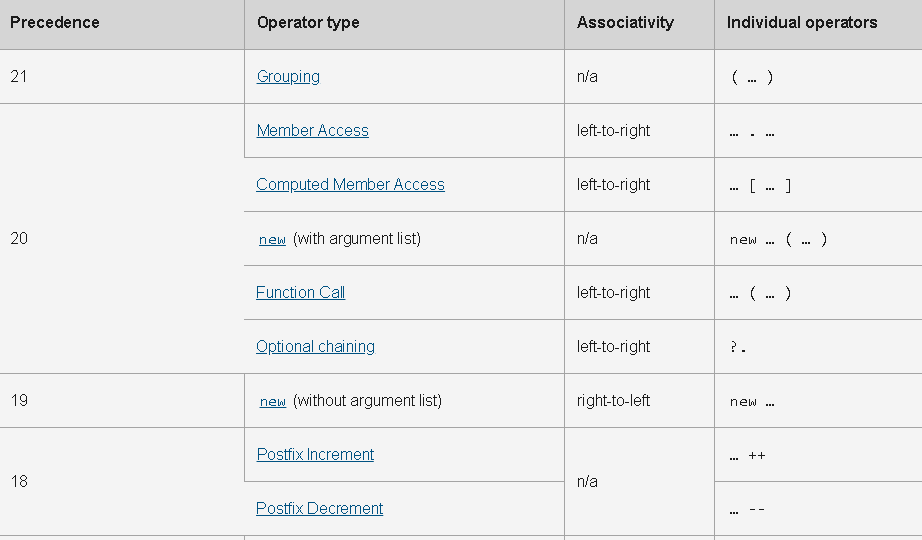 Precedence Operator type Associativity Individual operators
21 Grouping n/a ( … )
Member Access left-to-right … . …
Computed Member Access left-to-right … [ … ]
20 new (with argument list) n/a new … ( … )
Function Call left-to-right … ( … )
Optional chaining left-to-right ?.
19 new (without argument list) right-to-left new …
Postfix Increment … ++
18 n/a
Postfix Decrement … --